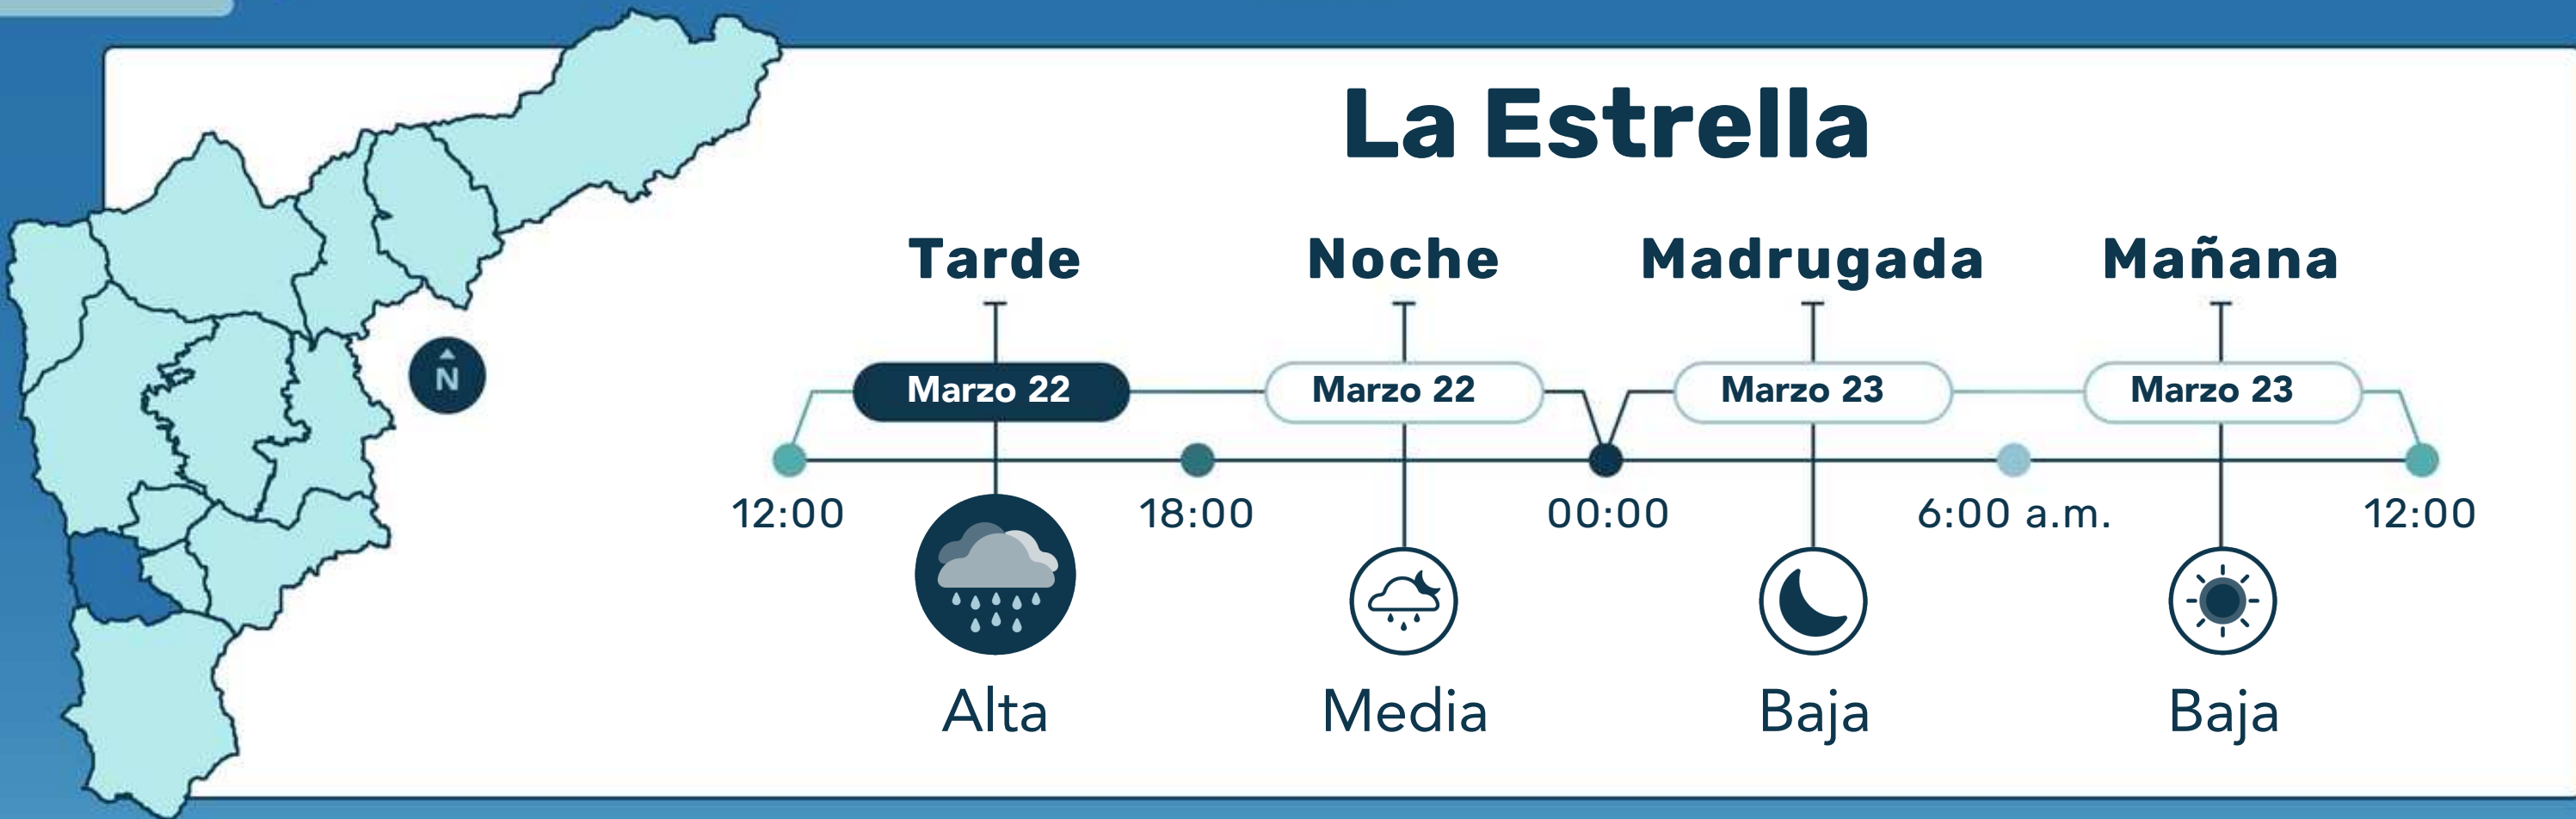 La Estrella
Tarde Noche Madrugada Mañana
Marzo 22 Marzo 22 Marzo 23 Marzo 23
N
12:00 18:00 00:00 6:00 a.m. 12:00
Alta Media Baja Baja